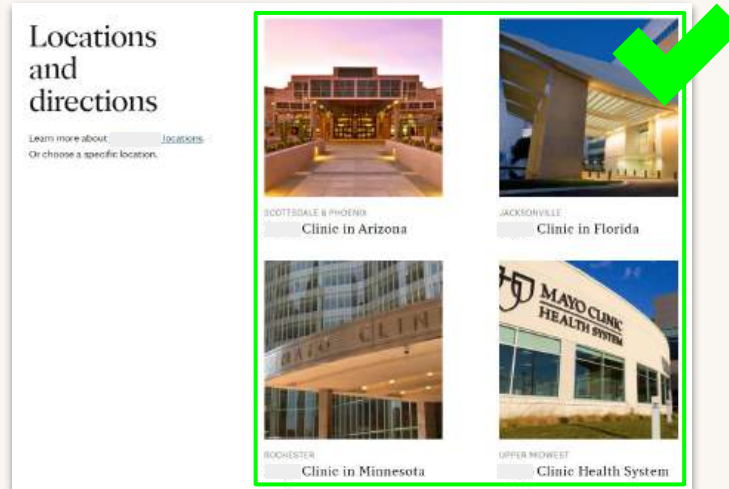 Locations
and
directions
Learn more about locations.
Or choose a specific location.
SCOTTSDALE & PHOENIX
Clinic in Arizona
JACKSONVILLE
Clinic in Florida
MAYO CLINIC
HEALTH SYSTEM
ROCHESTER
Clinic in Minnesota
UPPER MIDWEST
Clinic Health System